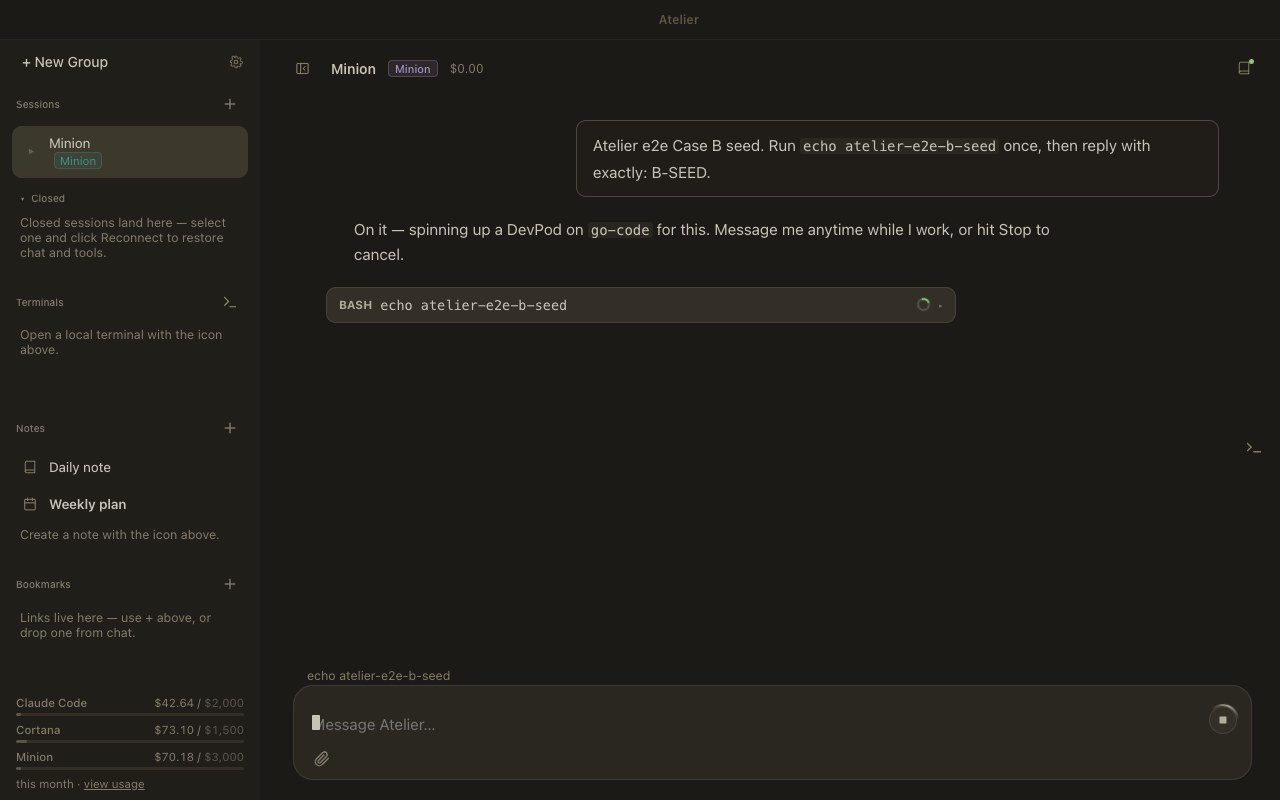 Atelier
+ New Group
Sessions
Minion
Minion
Closed
Closed sessions land here — select
one and click Reconnect to restore
chat and tools.
Terminals
Open a local terminal with the icon
above.
Notes
Daily note
Weekly plan
Create a note with the icon above.
Bookmarks
Links live here — use + above, or
drop one from chat.
Claude Code $42.64 / $2,000
Cortana $73.10 / $1,500
Minion $70.18 / $3,000
this month · view usage
Minion Minion $0.00
Atelier e2e Case B seed. Run echo atelier-e2e-b-seed once, then reply with
exactly: B-SEED.
On it — spinning up a DevPod on go-code for this. Message me anytime while I work, or hit Stop to
cancel.
BASH echo atelier-e2e-b-seed
echo atelier-e2e-b-seed
Message Atelier...